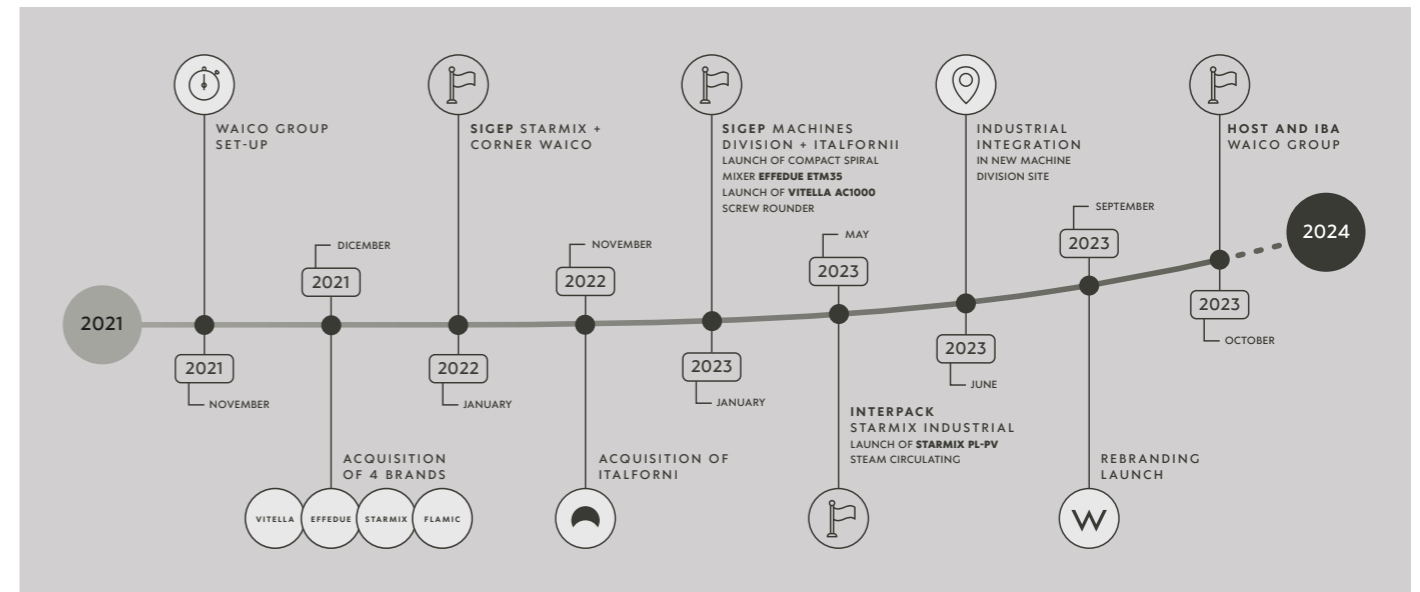 2021
WAICO GROUP
SET-UP
2021
NOVEMBER
DICEMBER
2021
ACQUISITION
OF 4 BRANDS
VITELLA
EFFEDUE
STARMIX
FLAMIC
SIGEP STARMIX +
CORNER WAICO
2022
JANUARY
NOVEMBER
2022
ACQUISITION OF
ITALFORNI
SIGEP MACHINES
DIVISION + ITALFORNII
LAUNCH OF COMPACT SPIRAL
MIXER EFFEDUE ETM35
LAUNCH OF VITELLA AC1000
SCREW ROUNDER
2023
JANUARY
MAY
2023
INTERPACK
STARMIX INDUSTRIAL
LAUNCH OF STARMIX PL-PV
STEAM CIRCULATING
INDUSTRIAL
INTEGRATION
IN NEW MACHINE
DIVISION SITE
2023
JUNE
SEPTEMBER
2023
REBRANDING
LAUNCH
W
HOST AND IBA
WAICO GROUP
2023
OCTOBER
2024